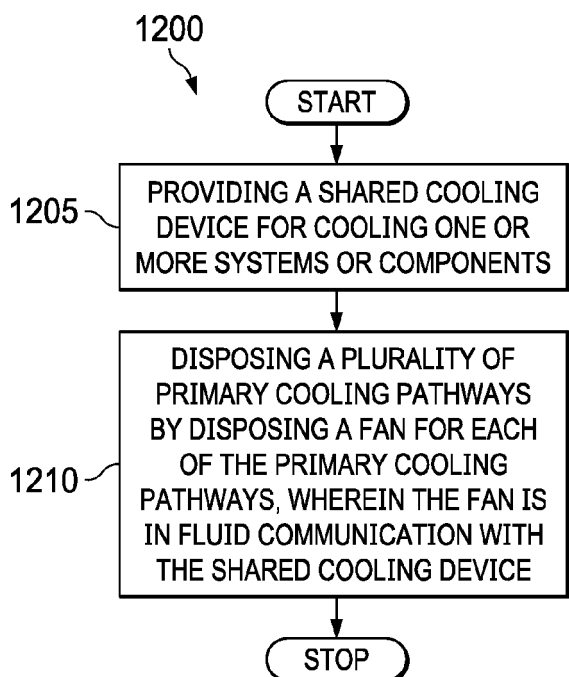 1200
START
1205
PROVIDING A SHARED COOLING
DEVICE FOR COOLING ONE OR
MORE SYSTEMS OR COMPONENTS
DISPOSING A PLURALITY OF
PRIMARY COOLING PATHWAYS
BY DISPOSING A FAN FOR EACH
OF THE PRIMARY COOLING
1210
PATHWAYS, WHEREIN THE FAN IS
IN FLUID COMMUNICATION WITH
THE SHARED COOLING DEVICE
STOP